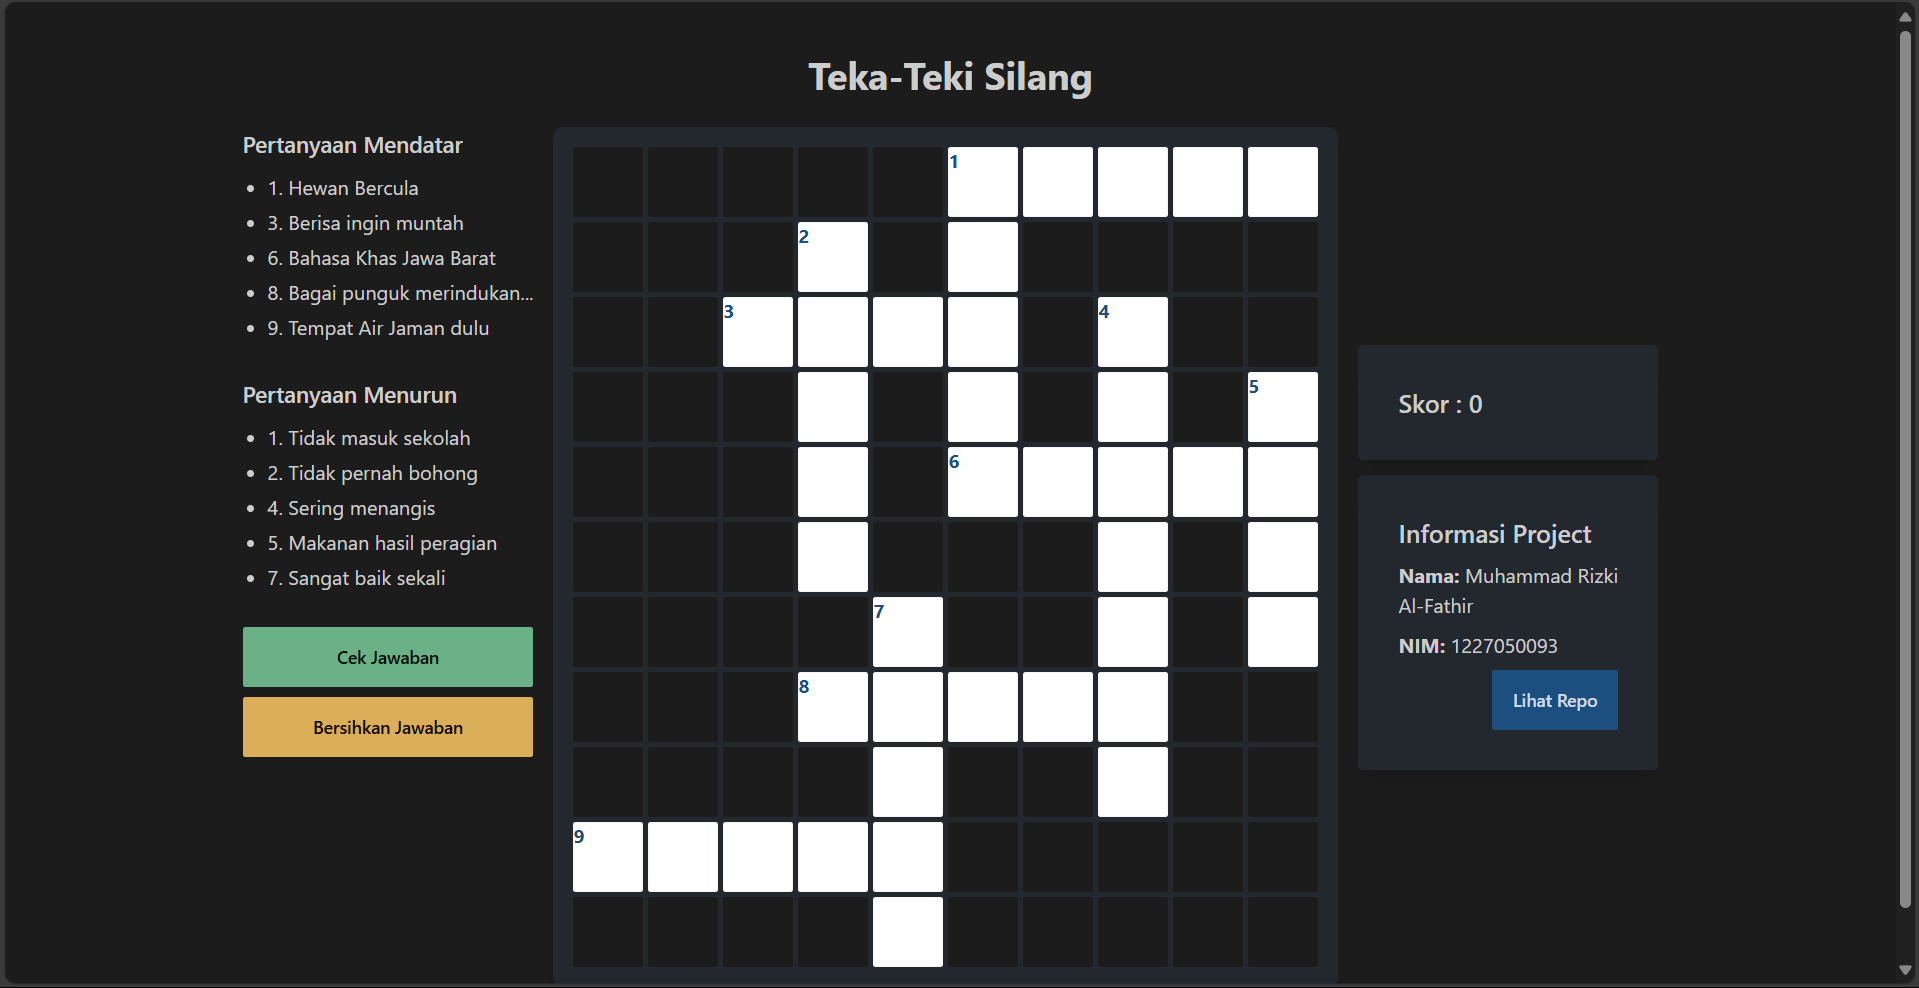 Teka-Teki Silang
Pertanyaan Mendatar
1. Hewan Bercula
3. Berisa ingin muntah
6. Bahasa Khas Jawa Barat
8. Bagai punguk merindukan...
9. Tempat Air Jaman dulu
Pertanyaan Menurun
1. Tidak masuk sekolah
2. Tidak pernah bohong
4. Sering menangis
5. Makanan hasil peragian
7. Sangat baik sekali
Cek Jawaban
Bersihkan Jawaban
1
2
3
4
5
6
7
8
9
Skor : 0
Informasi Project
Nama: Muhammad Rizki
Al-Fathir
NIM: 1227050093
Lihat Repo